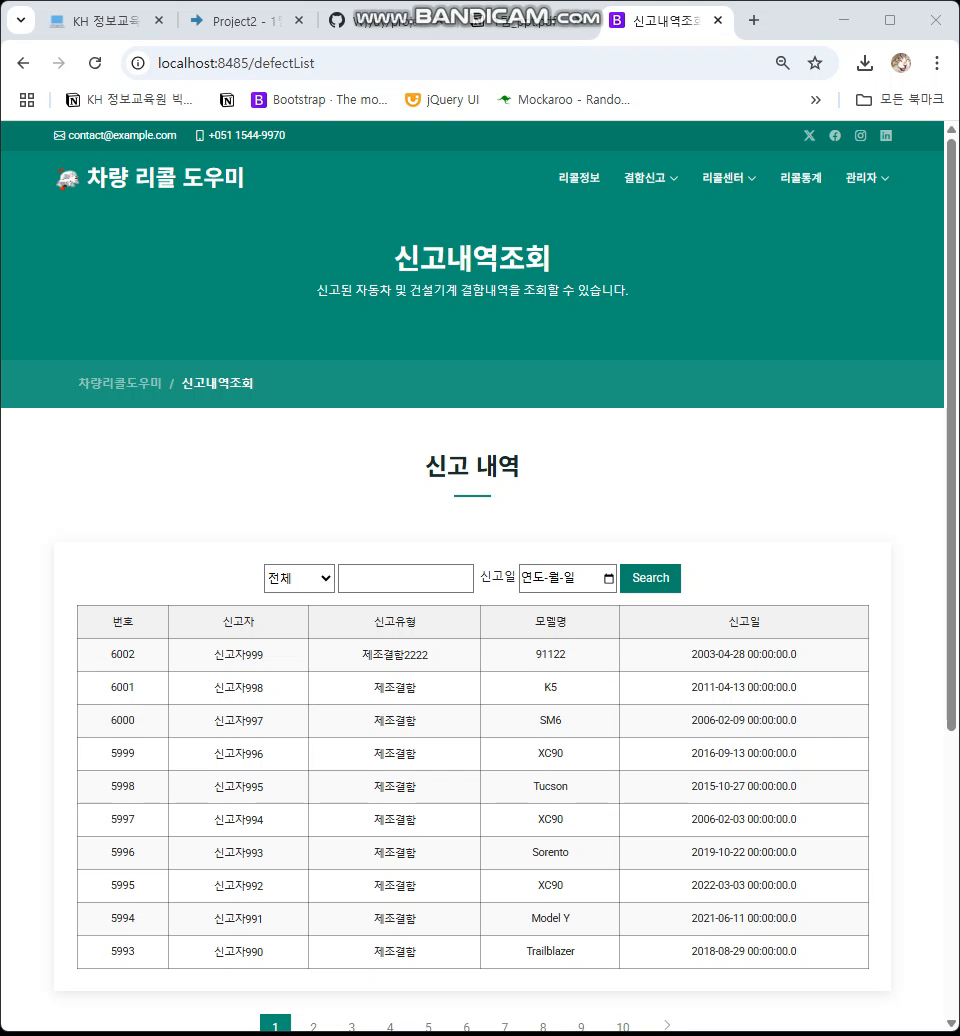 KH 정보교육
Project2 - 1
www.BANDICAM.com
신고내역조회
localhost:8485/defectList
KH 정보교육원 빅...
Bootstrap · The mo...
jQuery UI
Mockaroo - Rando...
모든 북마크
contact@example.com
+051 1544-9970
차량 리콜 도우미
리콜정보 결함신고 리콜센터 리콜통계 관리자
신고내역조회
신고된 자동차 및 건설기계 결함내역을 조회할 수 있습니다.
차량리콜도우미 / 신고내역조회
신고 내역
전체 신고일 연도-월-일 Search
번호 신고자 신고유형 모델명 신고일
6002 신고자999 제조결함2222 91122 2003-04-28 00:00:00.0
6001 신고자998 제조결함 K5 2011-04-13 00:00:00.0
6000 신고자997 제조결함 SM6 2006-02-09 00:00:00.0
5999 신고자996 제조결함 XC90 2016-09-13 00:00:00.0
5998 신고자995 제조결함 Tucson 2015-10-27 00:00:00.0
5997 신고자994 제조결함 XC90 2006-02-03 00:00:00.0
5996 신고자993 제조결함 Sorento 2019-10-22 00:00:00.0
5995 신고자992 제조결함 XC90 2022-03-03 00:00:00.0
5994 신고자991 제조결함 Model Y 2021-06-11 00:00:00.0
5993 신고자990 제조결함 Trailblazer 2018-08-29 00:00:00.0
1 2 3 4 5 6 7 8 9 10